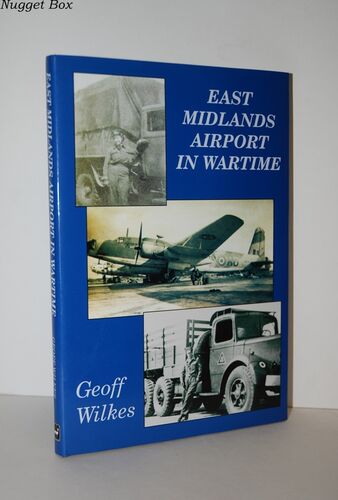 Nugget Box
EAST MIDLANDS AIRPORT IN WARTIME
EAST
MIDLANDS
AIRPORT
IN WARTIME
Geoff
Wilkes